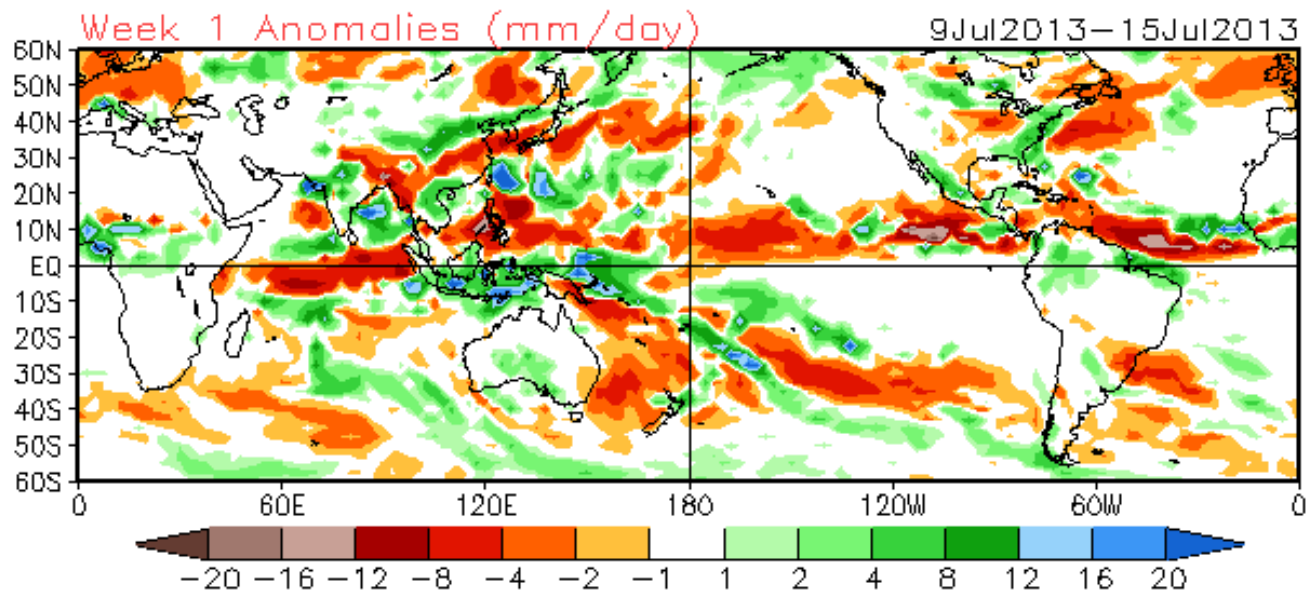 Week 1 Anomalies (mm/day) 9Jul2013–15Jul2013
60N
50N
40N
30N
20N
10N
EQ
10S
20S
30S
40S
50S
60S
0 60E 120E 180 120W 60W 0
−20 −16 −12 −8 −4 −2 −1 1 2 4 8 12 16 20